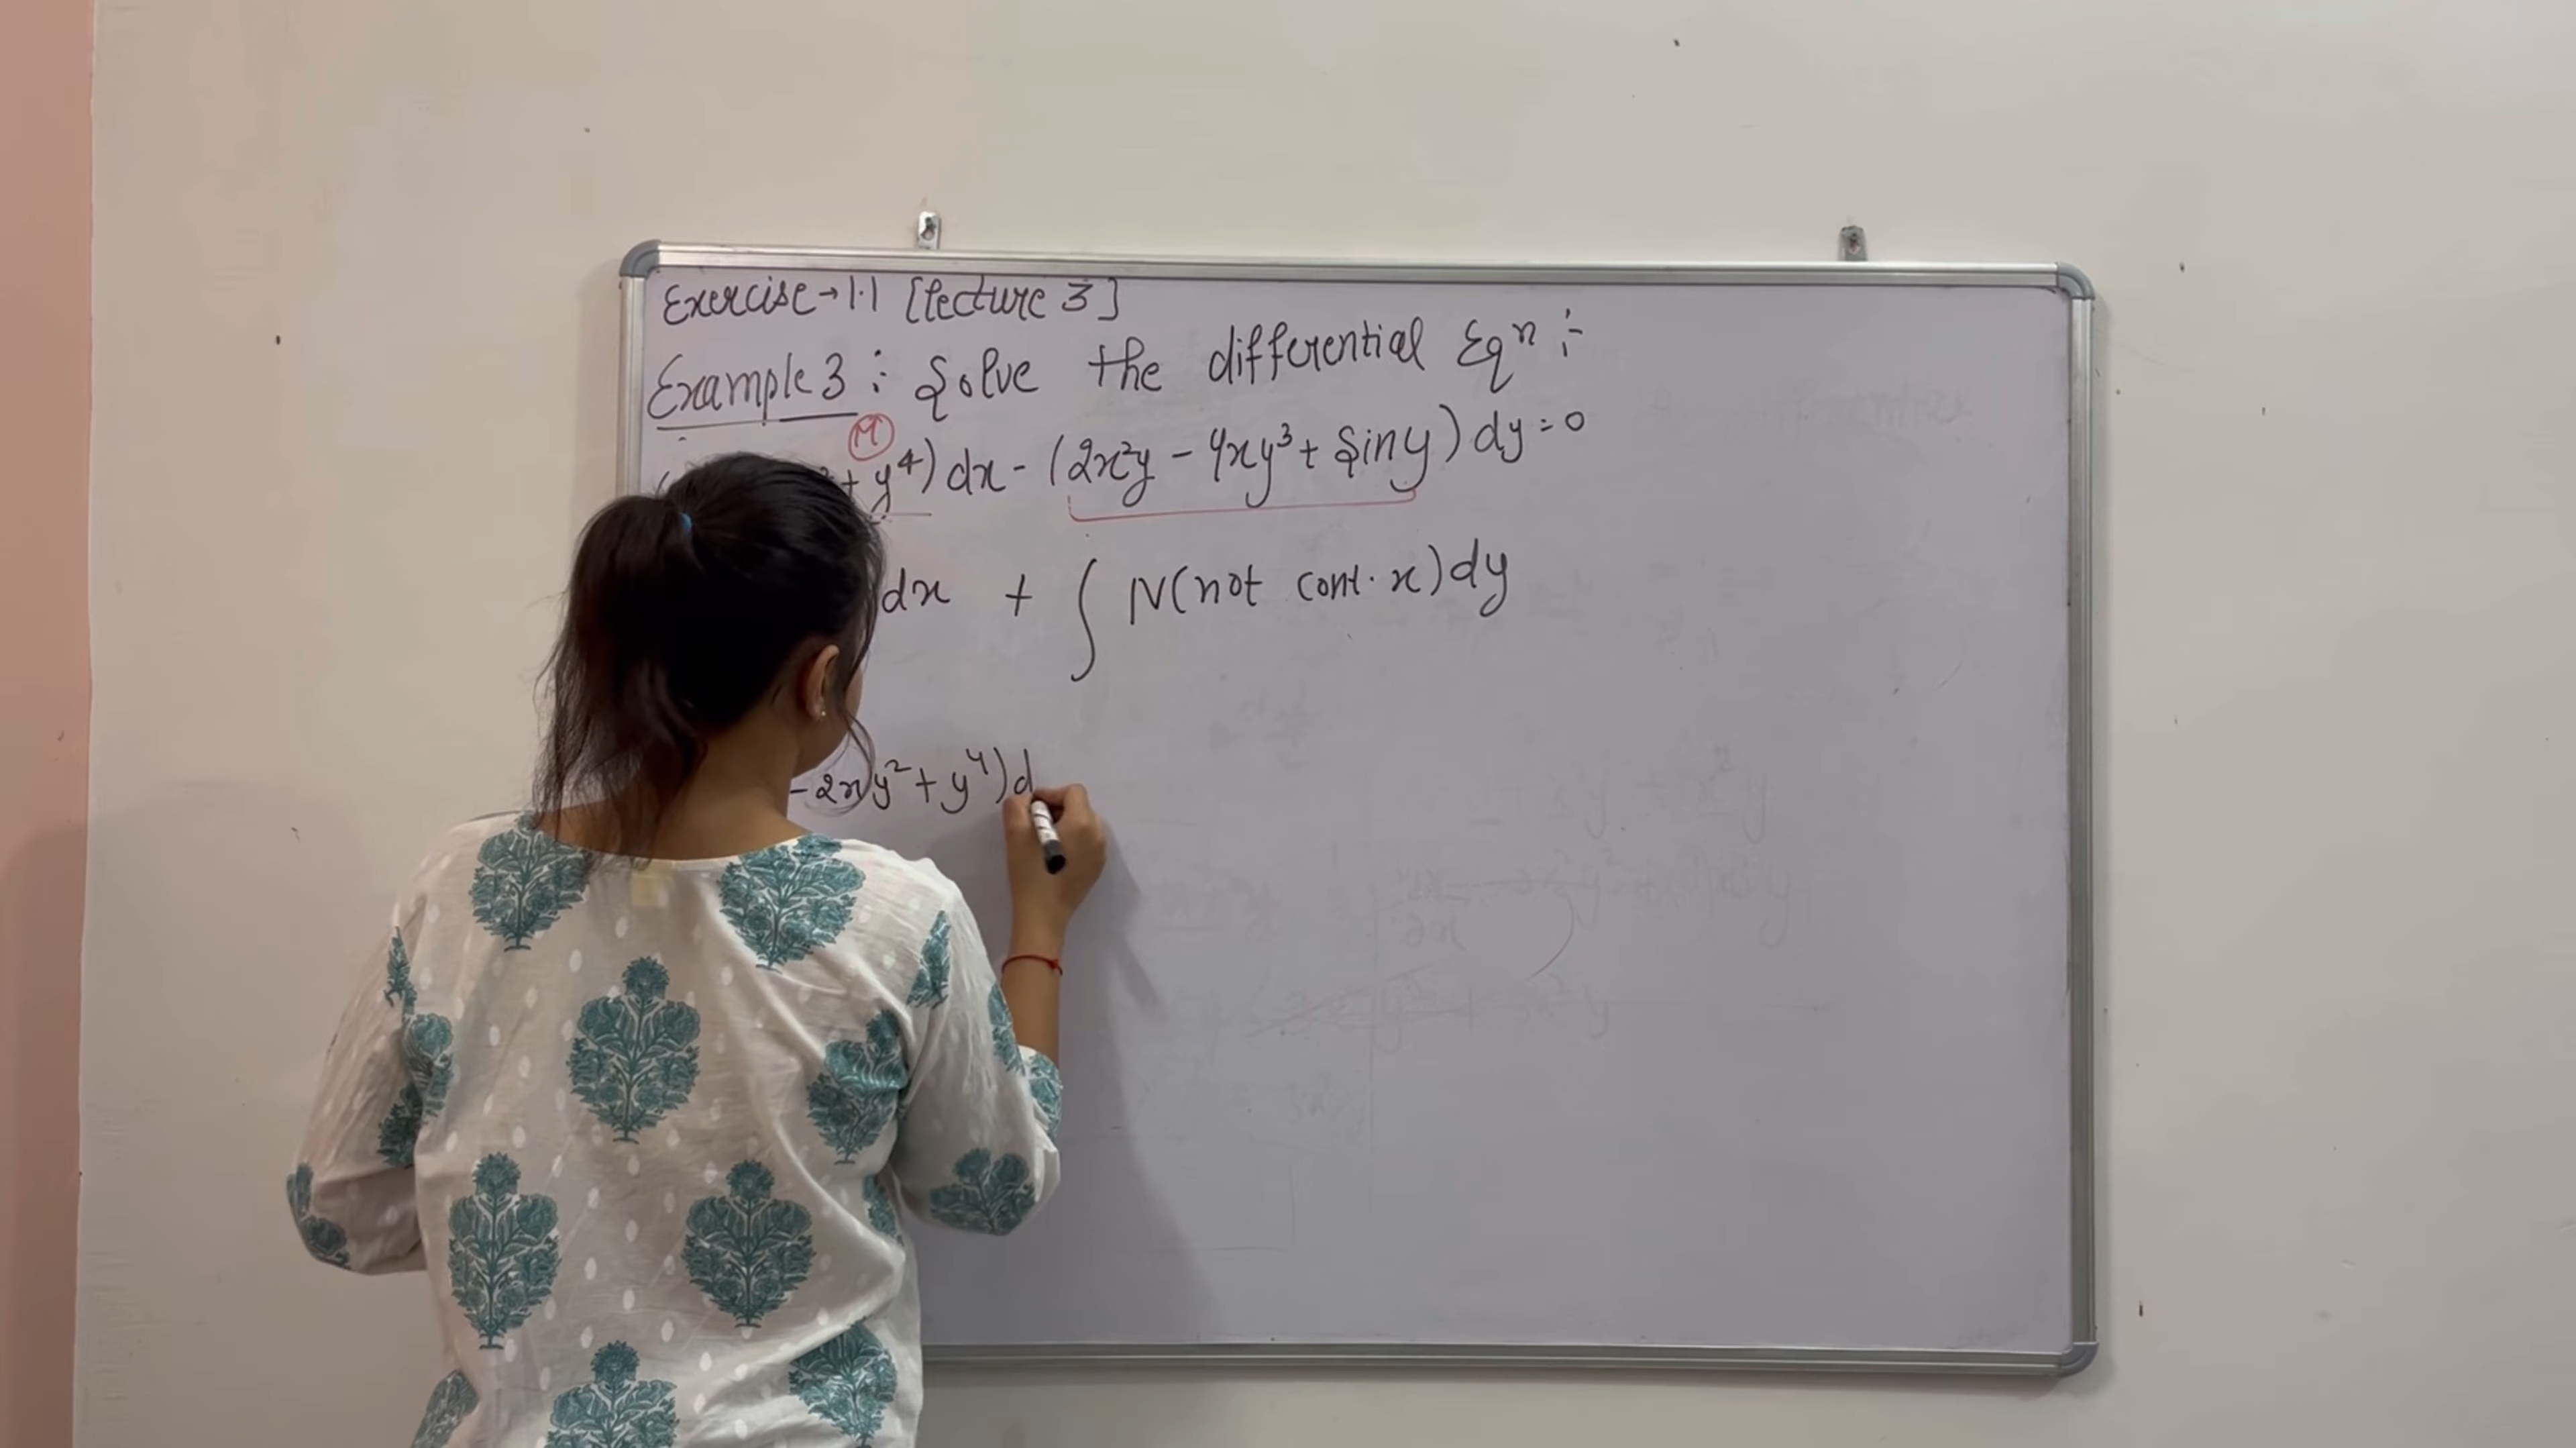 Exercise → 1.1 [lecture 3]
Example 3 : Solve the differential Eqⁿ :-
M
+ y⁴) dx - (2x²y - 4xy³ + Siny) dy = 0
dx + ∫ N(not cont. x) dy
- 2xy² + y⁴) d